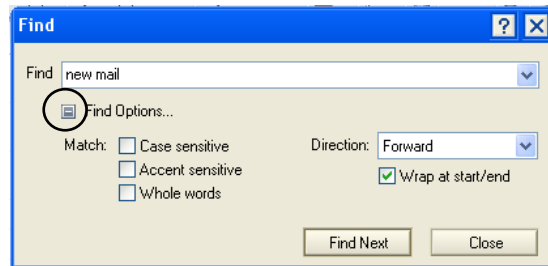 Find
Find new mail
Find Options...
Match: Case sensitive Direction: Forward
Accent sensitive Wrap at start/end
Whole words
Find Next Close